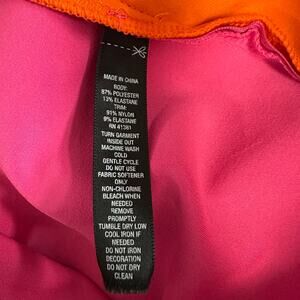 MADE IN CHINA
BODY:
87% POLYESTER
13% ELASTANE
TRIM:
91% NYLON
9% ELASTANE
RN 41381
TURN GARMENT
INSIDE OUT
MACHINE WASH
COLD
GENTLE CYCLE
DO NOT USE
FABRIC SOFTENER
ONLY
NON-CHLORINE
BLEACH WHEN
NEEDED
REMOVE
PROMPTLY
TUMBLE DRY LOW
COOL IRON IF
NEEDED
DO NOT IRON
DECORATION
DO NOT DRY
CLEAN